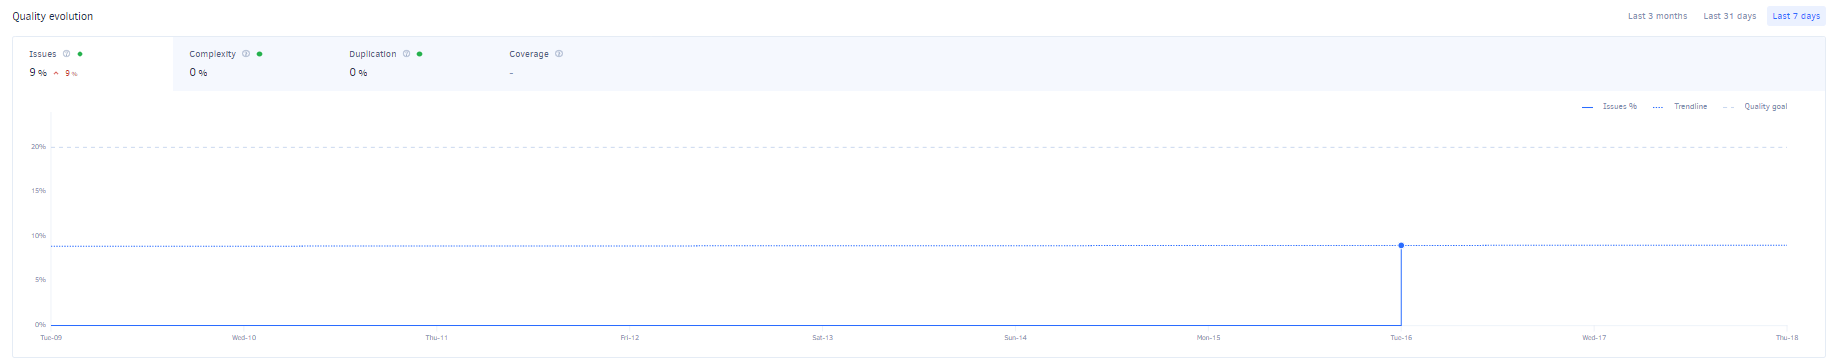 Quality evolution
Last 3 months Last 31 days Last 7 days
Issues Complexity Duplication Coverage
9 % 9 % 0 % 0 % -
Issues % Trendline Quality goal
20%
15%
10%
5%
0%
Tue-09 Wed-10 Thu-11 Fri-12 Sat-13 Sun-14 Mon-15 Tue-16 Wed-17 Thu-18